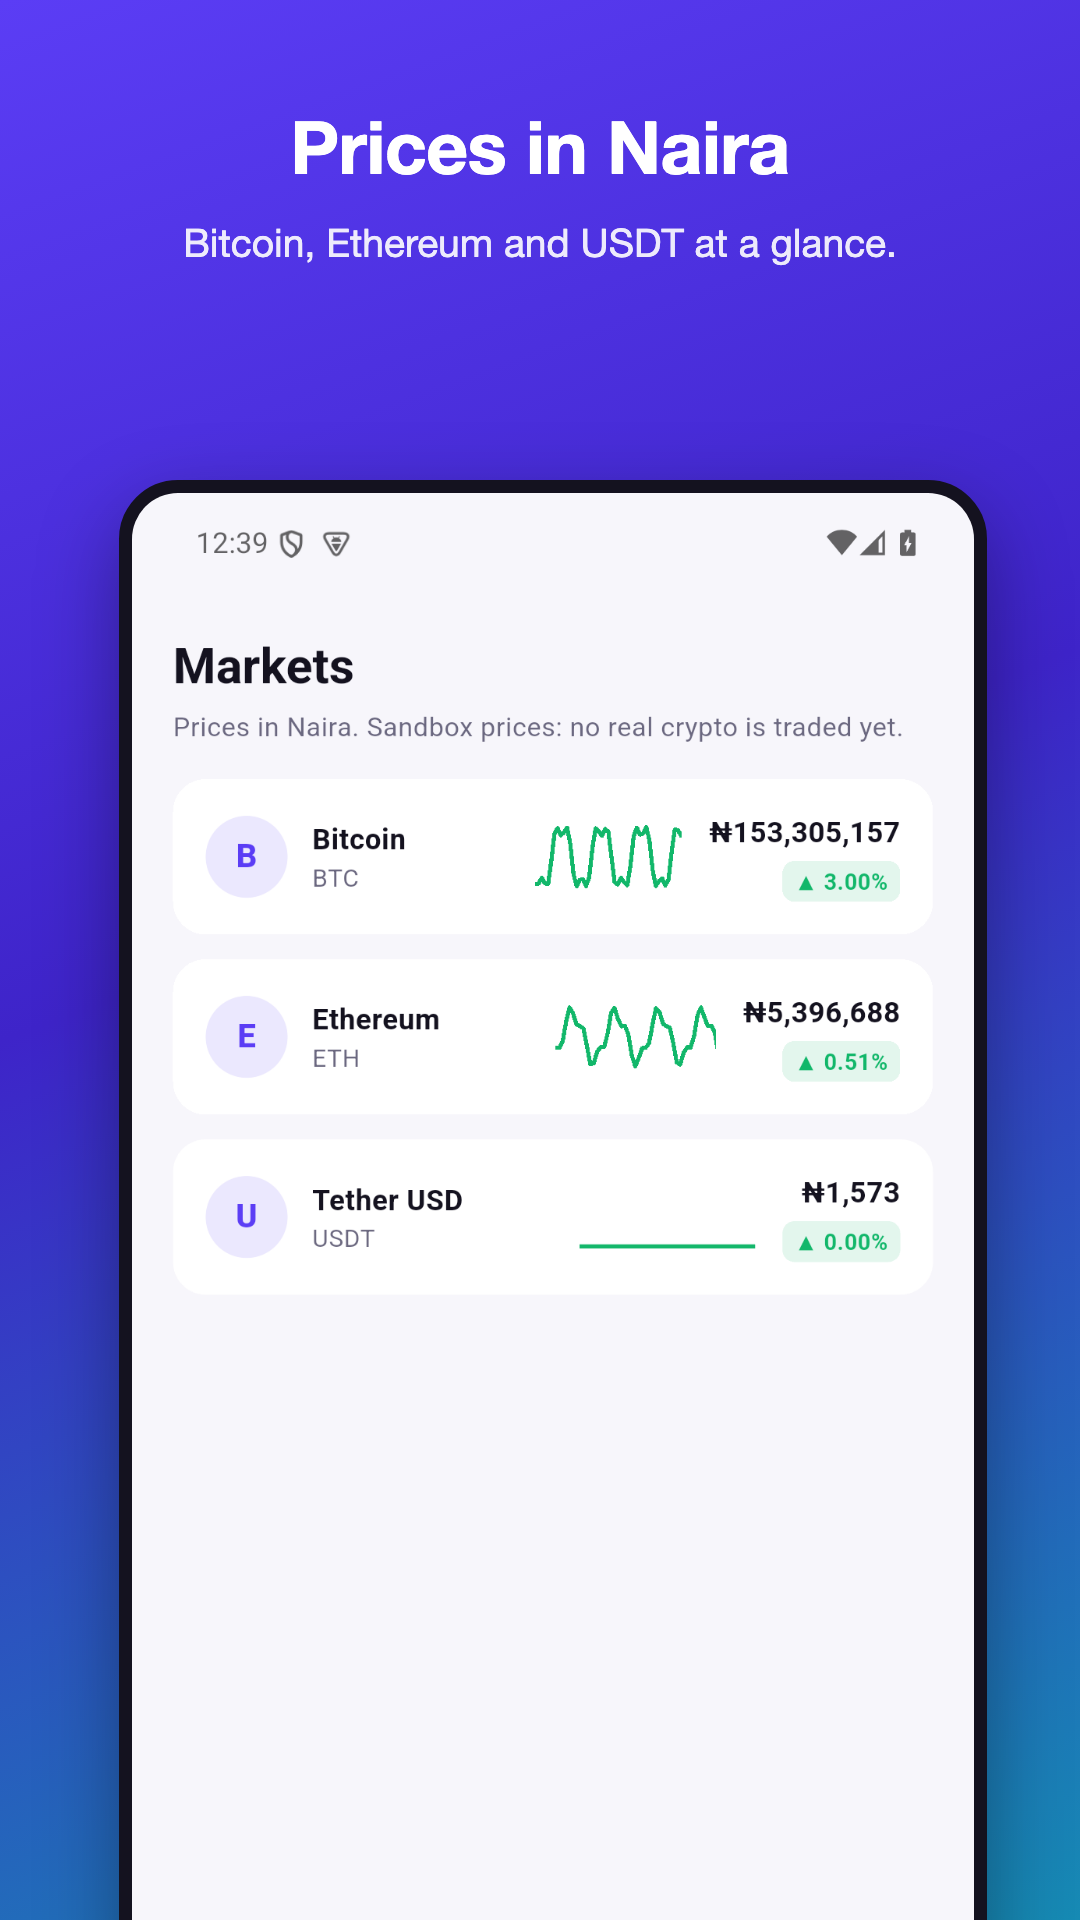 Prices in Naira
Bitcoin, Ethereum and USDT at a glance.
12:39
Markets
Prices in Naira. Sandbox prices: no real crypto is traded yet.
B
Bitcoin
BTC
₦153,305,157
▲ 3.00%
E
Ethereum
ETH
₦5,396,688
▲ 0.51%
U
Tether USD
USDT
₦1,573
▲ 0.00%